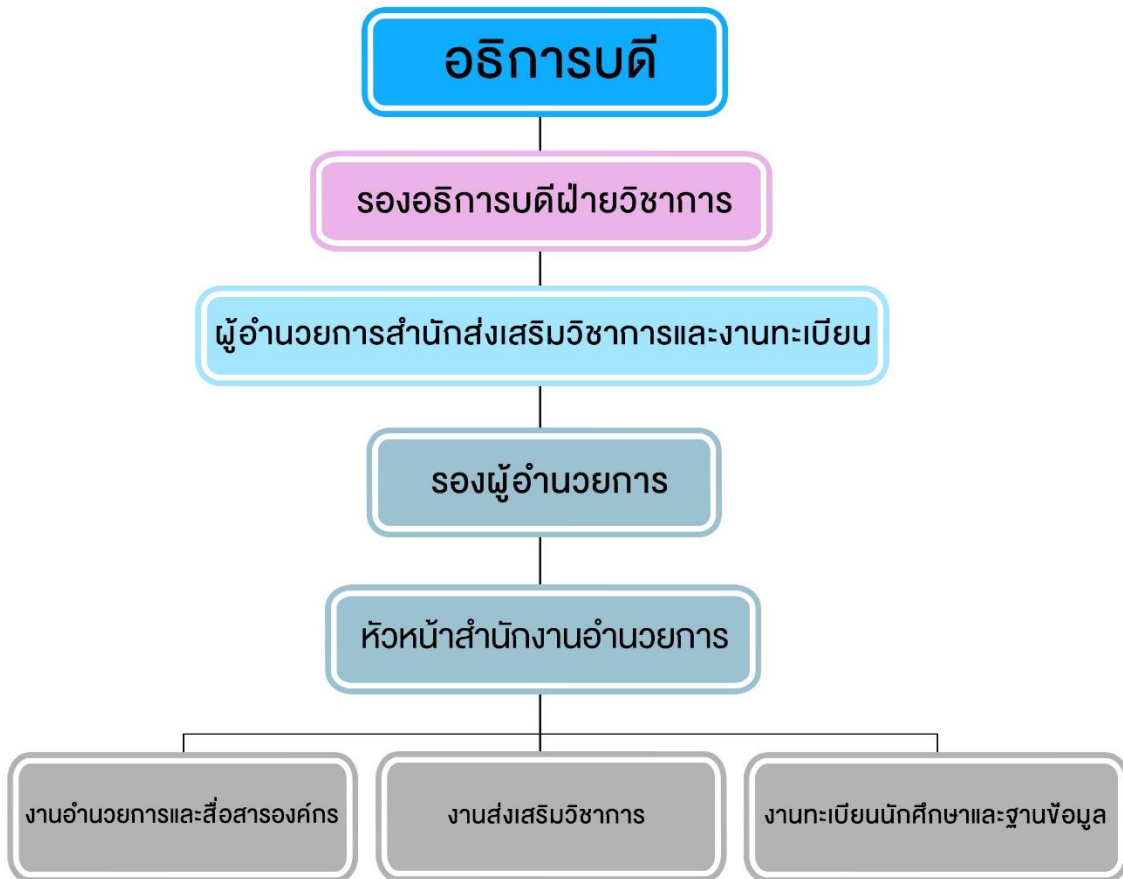 อธิการบดี
รองอธิการบดีฝ่ายวิชาการ
ผู้อำนวยการสำนักส่งเสริมวิชาการและงานทะเบียน
รองผู้อำนวยการ
หัวหน้าสำนักงานอำนวยการ
งานอำนวยการและสื่อสารองค์กร
งานส่งเสริมวิชาการ
งานทะเบียนนักศึกษาและฐานข้อมูล